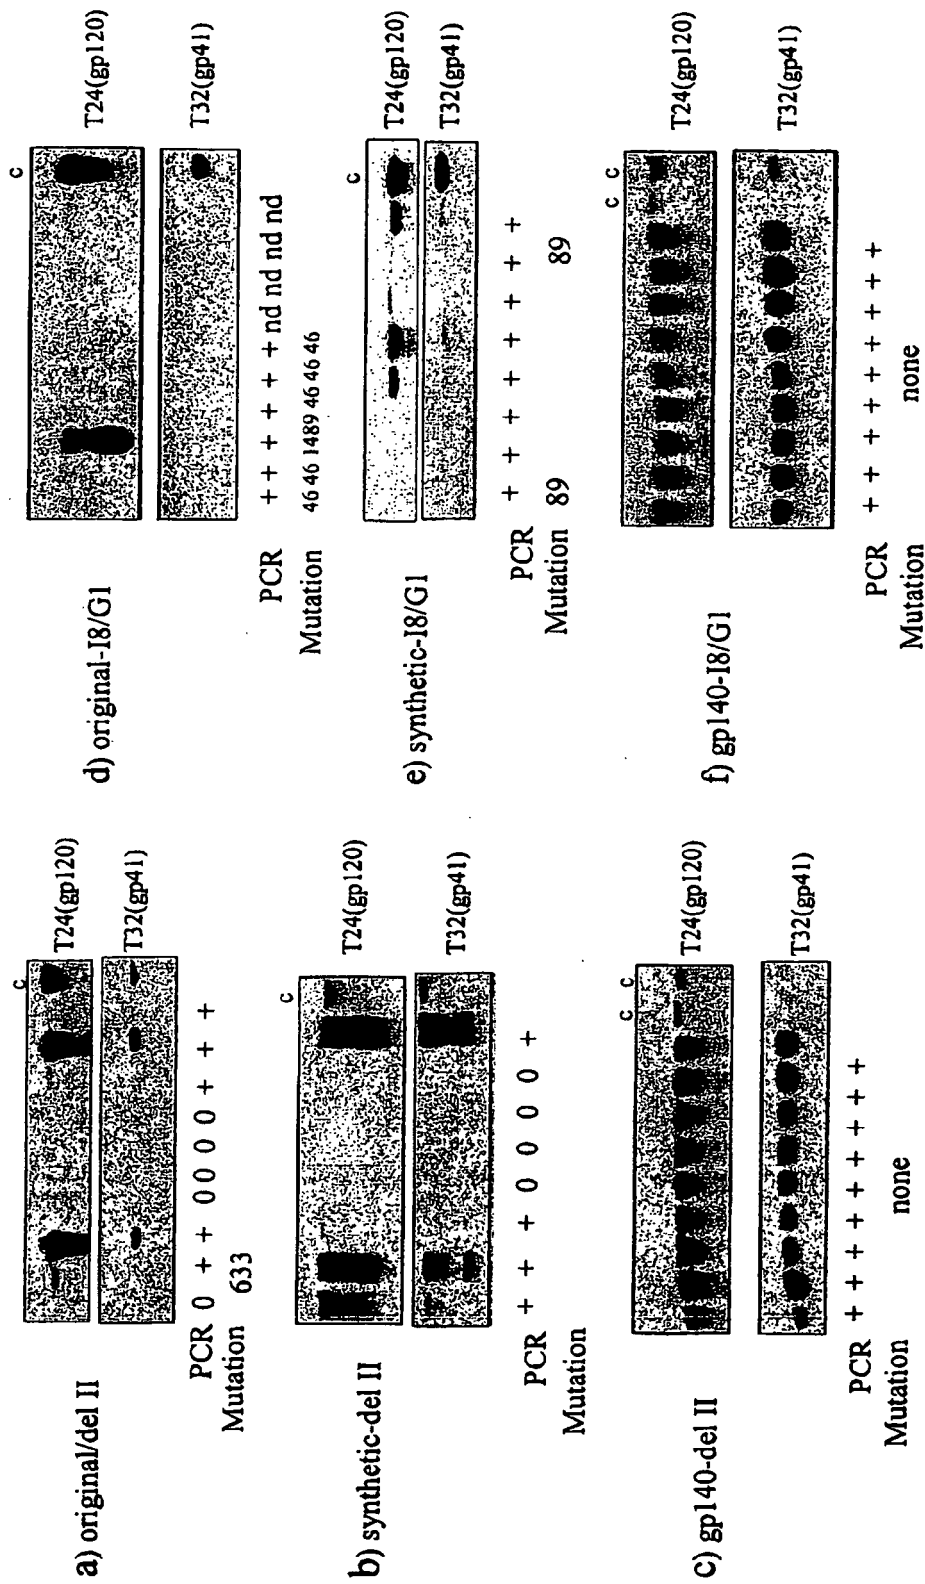 a) original/del II
c
T24(gp120)
T32(gp41)
PCR 0 + + 00 0 0 + + +
Mutation 633
b) synthetic-del II
c
T24(gp120)
T32(gp41)
PCR + + + 0 0 0 0 +
Mutation
c) gp140-del II
c c
T24(gp120)
T32(gp41)
PCR + + + + + + + + +
Mutation none
d) original-I8/G1
c
T24(gp120)
T32(gp41)
PCR + + + + + nd nd nd nd
Mutation 46 46 1489 46 46 46
e) synthetic-I8/G1
c
T24(gp120)
T32(gp41)
PCR + + + + + + + +
Mutation 89 89
f) gp140-I8/G1
c c
T24(gp120)
T32(gp41)
PCR + + + + + + + + +
Mutation none